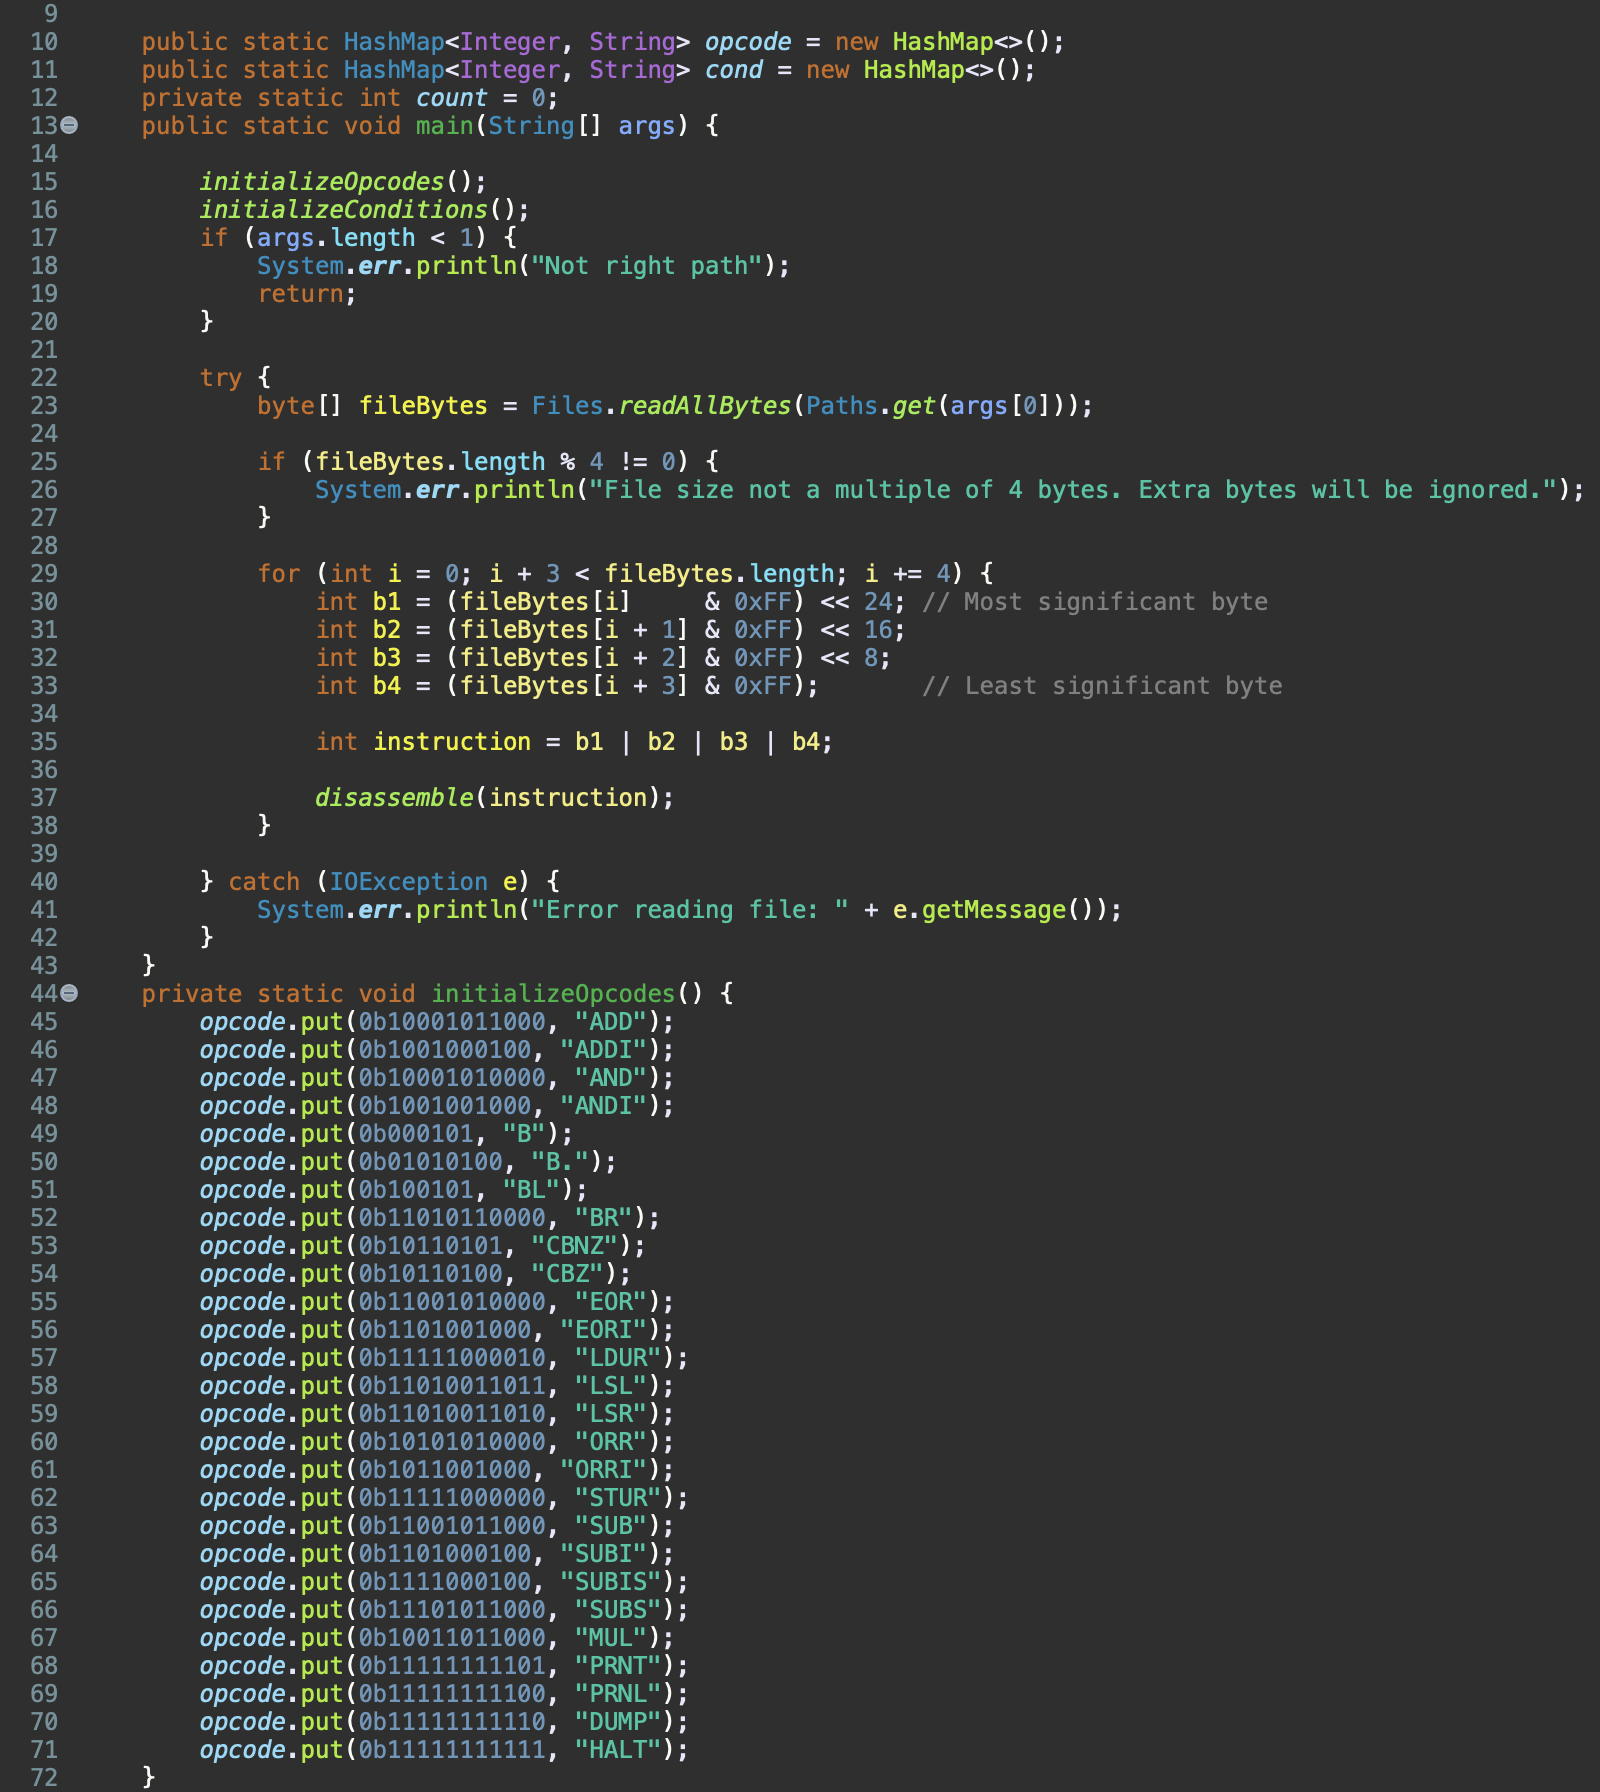 9
10 public static HashMap<Integer, String> opcode = new HashMap<>();
11 public static HashMap<Integer, String> cond = new HashMap<>();
12 private static int count = 0;
13 public static void main(String[] args) {
14
15 initializeOpcodes();
16 initializeConditions();
17 if (args.length < 1) {
18 System.err.println("Not right path");
19 return;
20 }
21
22 try {
23 byte[] fileBytes = Files.readAllBytes(Paths.get(args[0]));
24
25 if (fileBytes.length % 4 != 0) {
26 System.err.println("File size not a multiple of 4 bytes. Extra bytes will be ignored.");
27 }
28
29 for (int i = 0; i + 3 < fileBytes.length; i += 4) {
30 int b1 = (fileBytes[i]     & 0xFF) << 24; // Most significant byte
31 int b2 = (fileBytes[i + 1] & 0xFF) << 16;
32 int b3 = (fileBytes[i + 2] & 0xFF) << 8;
33 int b4 = (fileBytes[i + 3] & 0xFF);       // Least significant byte
34
35 int instruction = b1 | b2 | b3 | b4;
36
37 disassemble(instruction);
38 }
39
40 } catch (IOException e) {
41 System.err.println("Error reading file: " + e.getMessage());
42 }
43 }
44 private static void initializeOpcodes() {
45 opcode.put(0b10001011000, "ADD");
46 opcode.put(0b1001000100, "ADDI");
47 opcode.put(0b10001010000, "AND");
48 opcode.put(0b1001001000, "ANDI");
49 opcode.put(0b000101, "B");
50 opcode.put(0b01010100, "B.");
51 opcode.put(0b100101, "BL");
52 opcode.put(0b11010110000, "BR");
53 opcode.put(0b10110101, "CBNZ");
54 opcode.put(0b10110100, "CBZ");
55 opcode.put(0b11001010000, "EOR");
56 opcode.put(0b1101001000, "EORI");
57 opcode.put(0b11111000010, "LDUR");
58 opcode.put(0b11010011011, "LSL");
59 opcode.put(0b11010011010, "LSR");
60 opcode.put(0b10101010000, "ORR");
61 opcode.put(0b1011001000, "ORRI");
62 opcode.put(0b11111000000, "STUR");
63 opcode.put(0b11001011000, "SUB");
64 opcode.put(0b1101000100, "SUBI");
65 opcode.put(0b1111000100, "SUBIS");
66 opcode.put(0b11101011000, "SUBS");
67 opcode.put(0b10011011000, "MUL");
68 opcode.put(0b11111111101, "PRNT");
69 opcode.put(0b11111111100, "PRNL");
70 opcode.put(0b11111111110, "DUMP");
71 opcode.put(0b11111111111, "HALT");
72 }